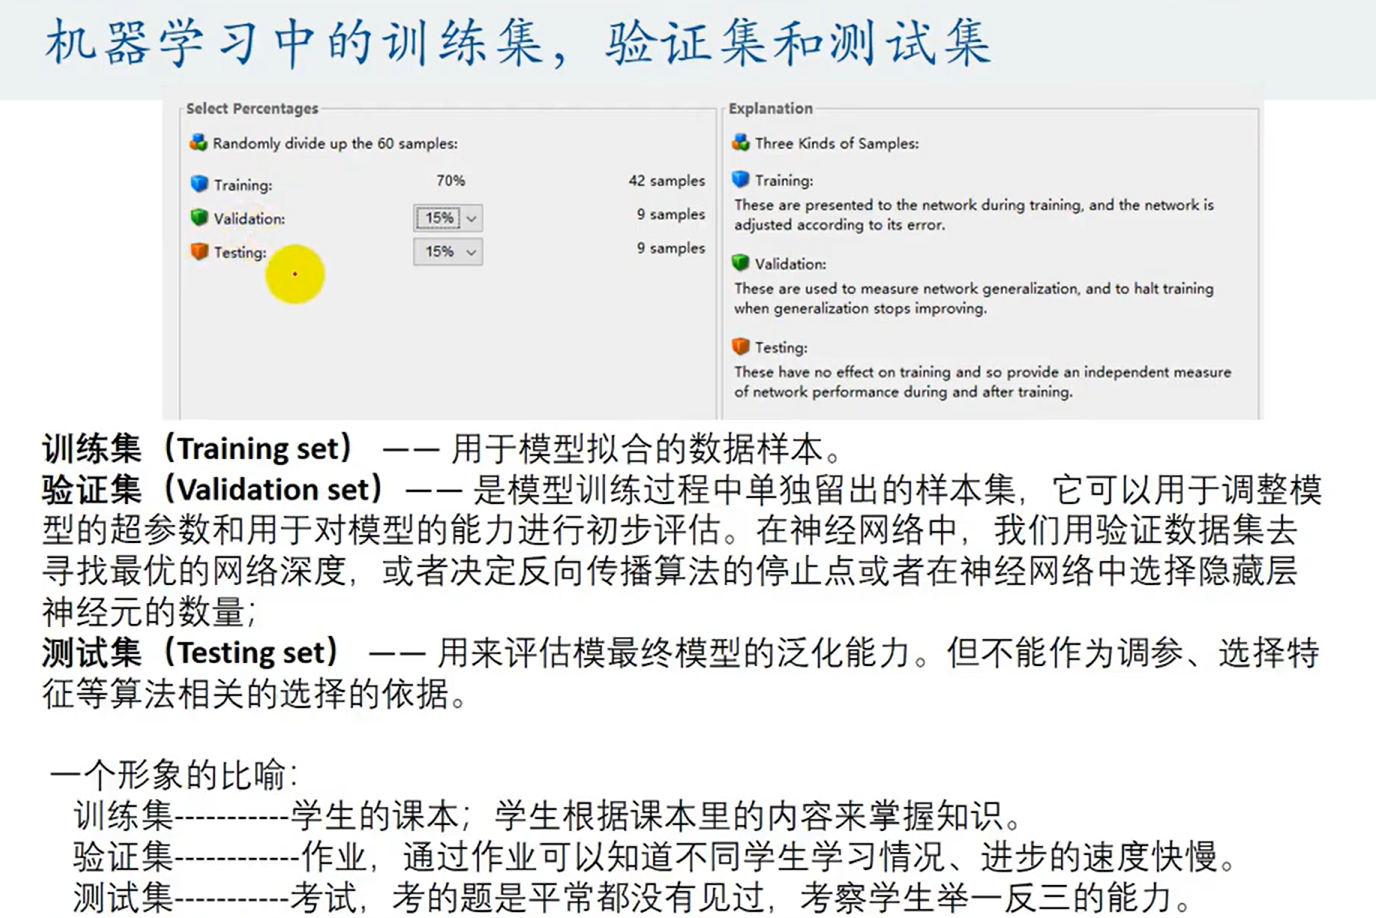 机器学习中的训练集，验证集和测试集
Select Percentages
Randomly divide up the 60 samples:
Training: 70% 42 samples
Validation: 15% 9 samples
Testing: 15% 9 samples
Explanation
Three Kinds of Samples:
Training:
These are presented to the network during training, and the network is
adjusted according to its error.
Validation:
These are used to measure network generalization, and to halt training
when generalization stops improving.
Testing:
These have no effect on training and so provide an independent measure
of network performance during and after training.
训练集（Training set） —— 用于模型拟合的数据样本。
验证集（Validation set）—— 是模型训练过程中单独留出的样本集，它可以用于调整模
型的超参数和用于对模型的能力进行初步评估。在神经网络中，我们用验证数据集去
寻找最优的网络深度，或者决定反向传播算法的停止点或者在神经网络中选择隐藏层
神经元的数量；
测试集（Testing set） —— 用来评估模最终模型的泛化能力。但不能作为调参、选择特
征等算法相关的选择的依据。
一个形象的比喻：
训练集-----------学生的课本；学生根据课本里的内容来掌握知识。
验证集------------作业，通过作业可以知道不同学生学习情况、进步的速度快慢。
测试集-----------考试，考的题是平常都没有见过，考察学生举一反三的能力。